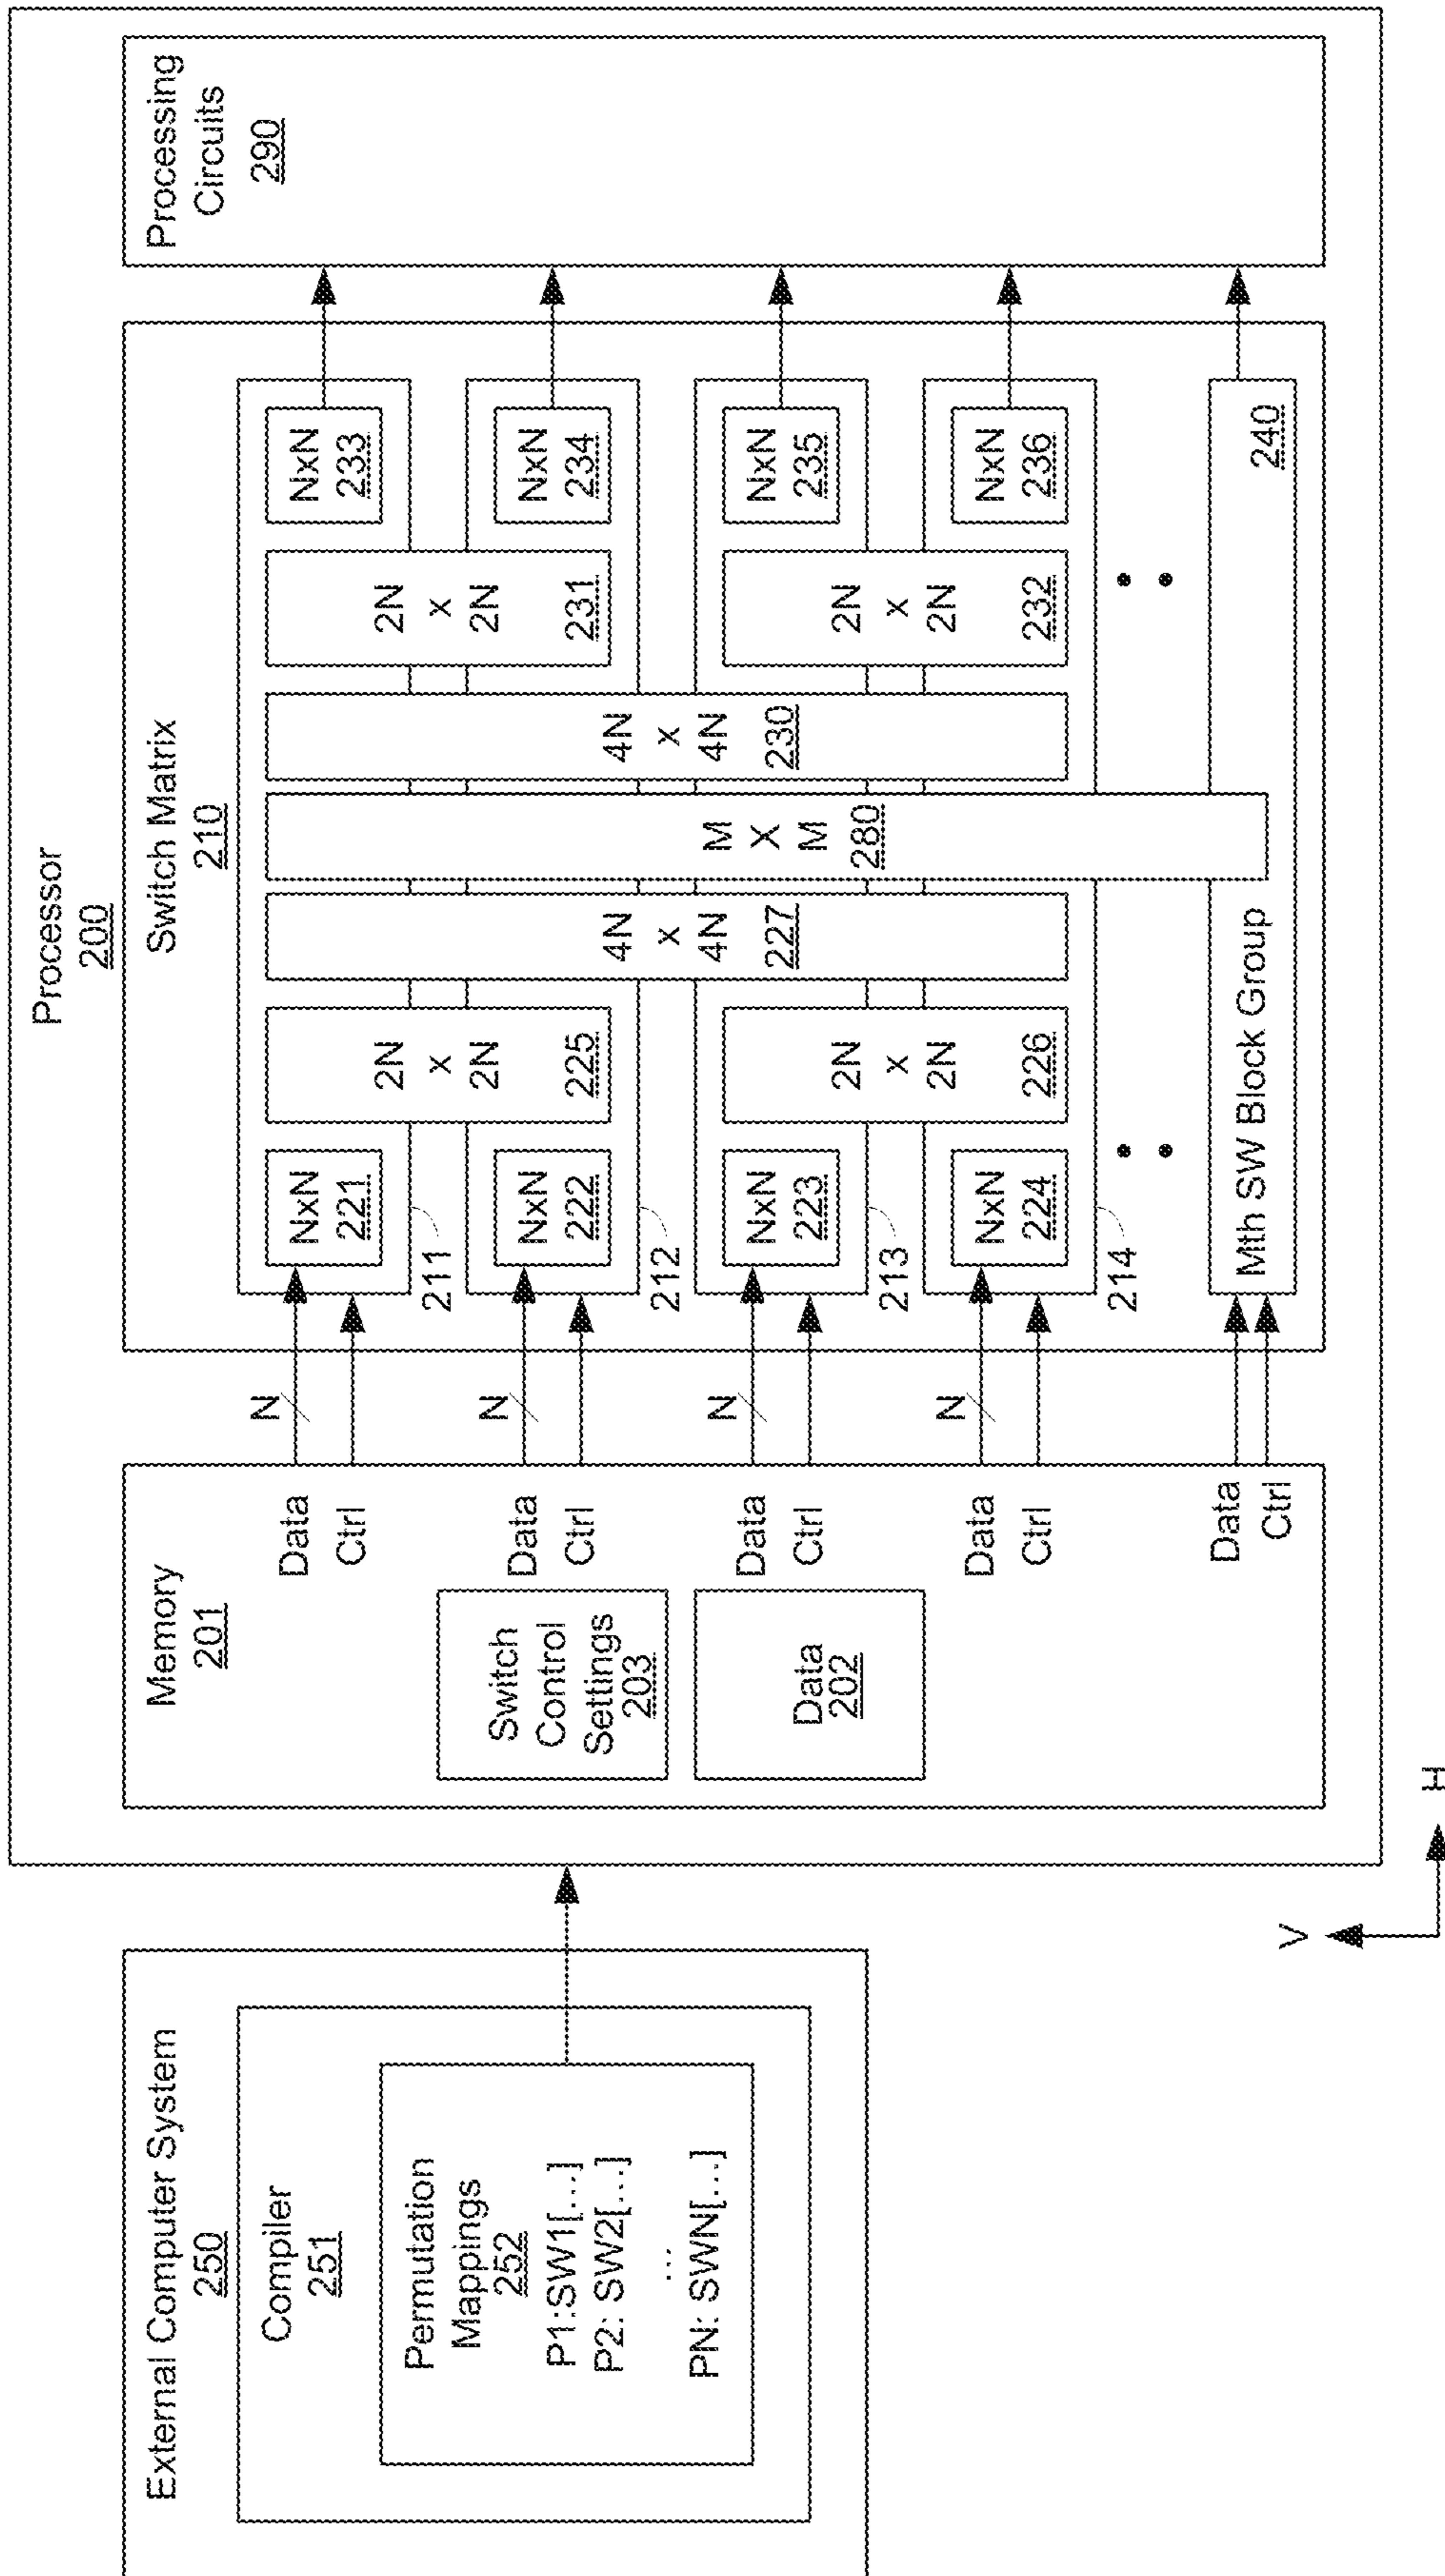 External Computer System
250
Compiler
251
Permutation
Mappings
252
P1:SW1[...]
P2: SW2[...]
...
PN: SWN[...]
V
H
Processor
200
Memory
201
Switch
Control
Settings
203
Data
202
Data
Ctrl
Data
Ctrl
Data
Ctrl
Data
Ctrl
Data
Ctrl
N
N
N
N
Switch Matrix
210
211
212
213
214
NxN
221
NxN
222
NxN
223
NxN
224
2N
x
2N
225
2N
x
2N
226
4N
x
4N
227
M
X
M
280
4N
x
4N
230
2N
x
2N
231
2N
x
2N
232
NxN
233
NxN
234
NxN
235
NxN
236
Mth SW Block Group
240
Processing
Circuits
290